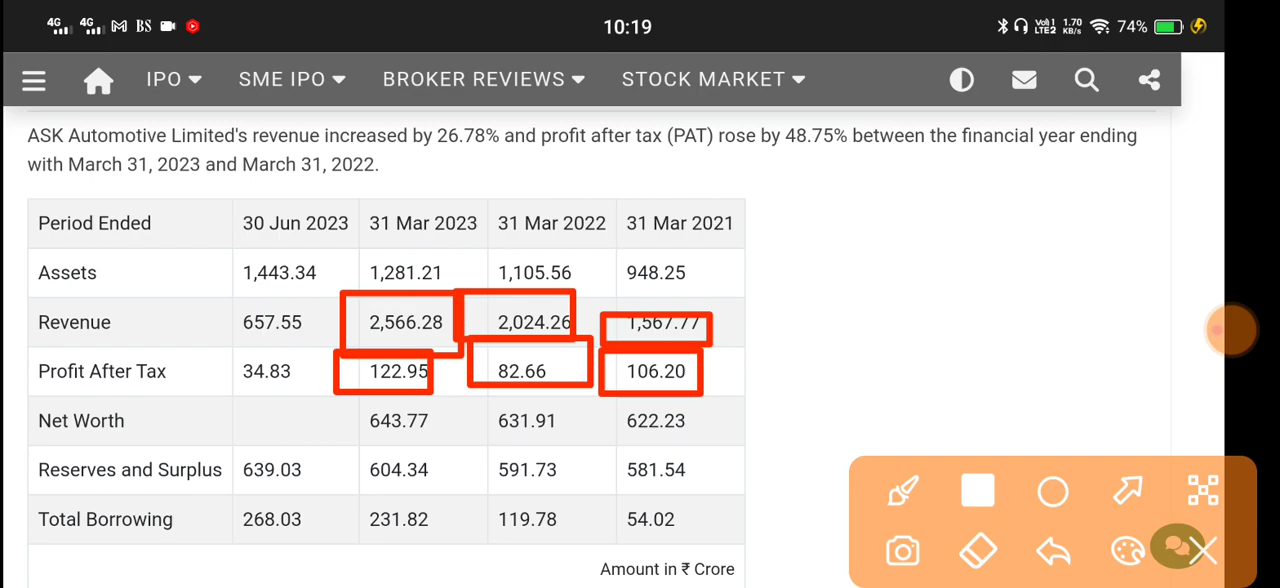 4G 4G M BS 10:19 Vo)) 1 LTE2 1.70 KB/s 74%
IPO SME IPO BROKER REVIEWS STOCK MARKET
ASK Automotive Limited's revenue increased by 26.78% and profit after tax (PAT) rose by 48.75% between the financial year ending
with March 31, 2023 and March 31, 2022.
Period Ended 30 Jun 2023 31 Mar 2023 31 Mar 2022 31 Mar 2021
Assets 1,443.34 1,281.21 1,105.56 948.25
Revenue 657.55 2,566.28 2,024.26 1,567.77
Profit After Tax 34.83 122.95 82.66 106.20
Net Worth 643.77 631.91 622.23
Reserves and Surplus 639.03 604.34 591.73 581.54
Total Borrowing 268.03 231.82 119.78 54.02
Amount in ₹ Crore